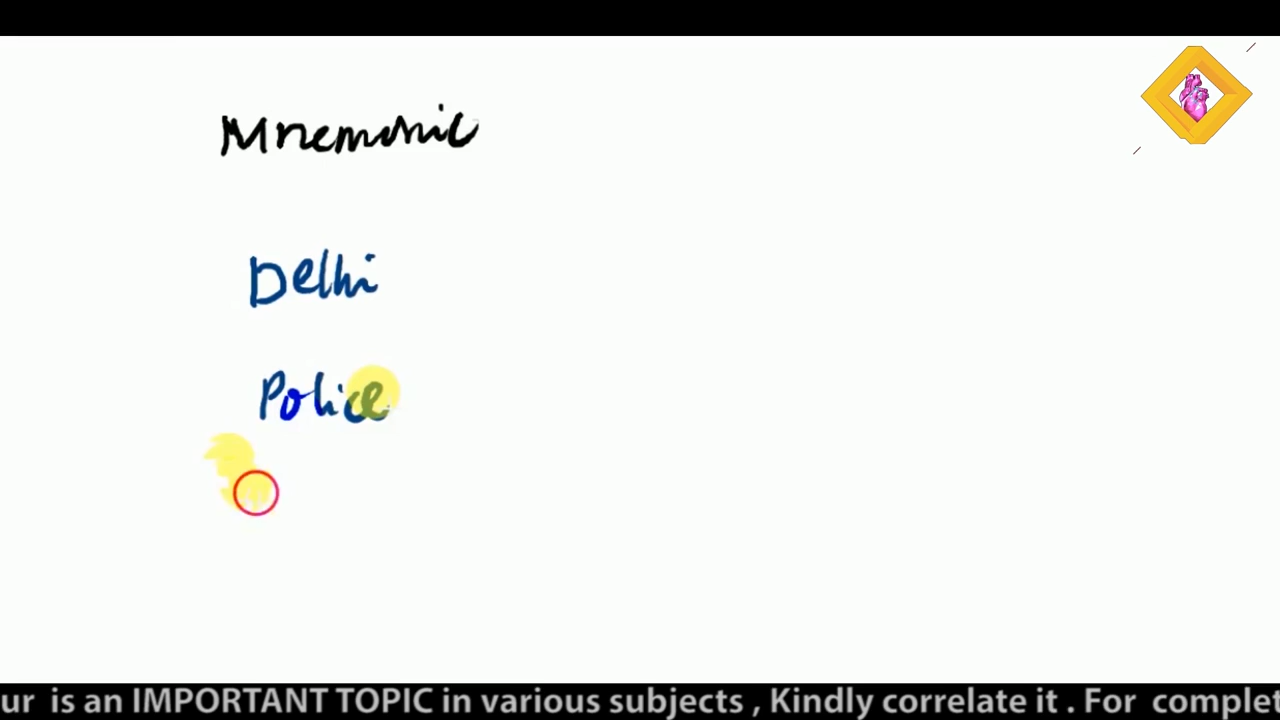 Mnemonic
Delhi
Police
ur is an IMPORTANT TOPIC in various subjects , Kindly correlate it . For complet